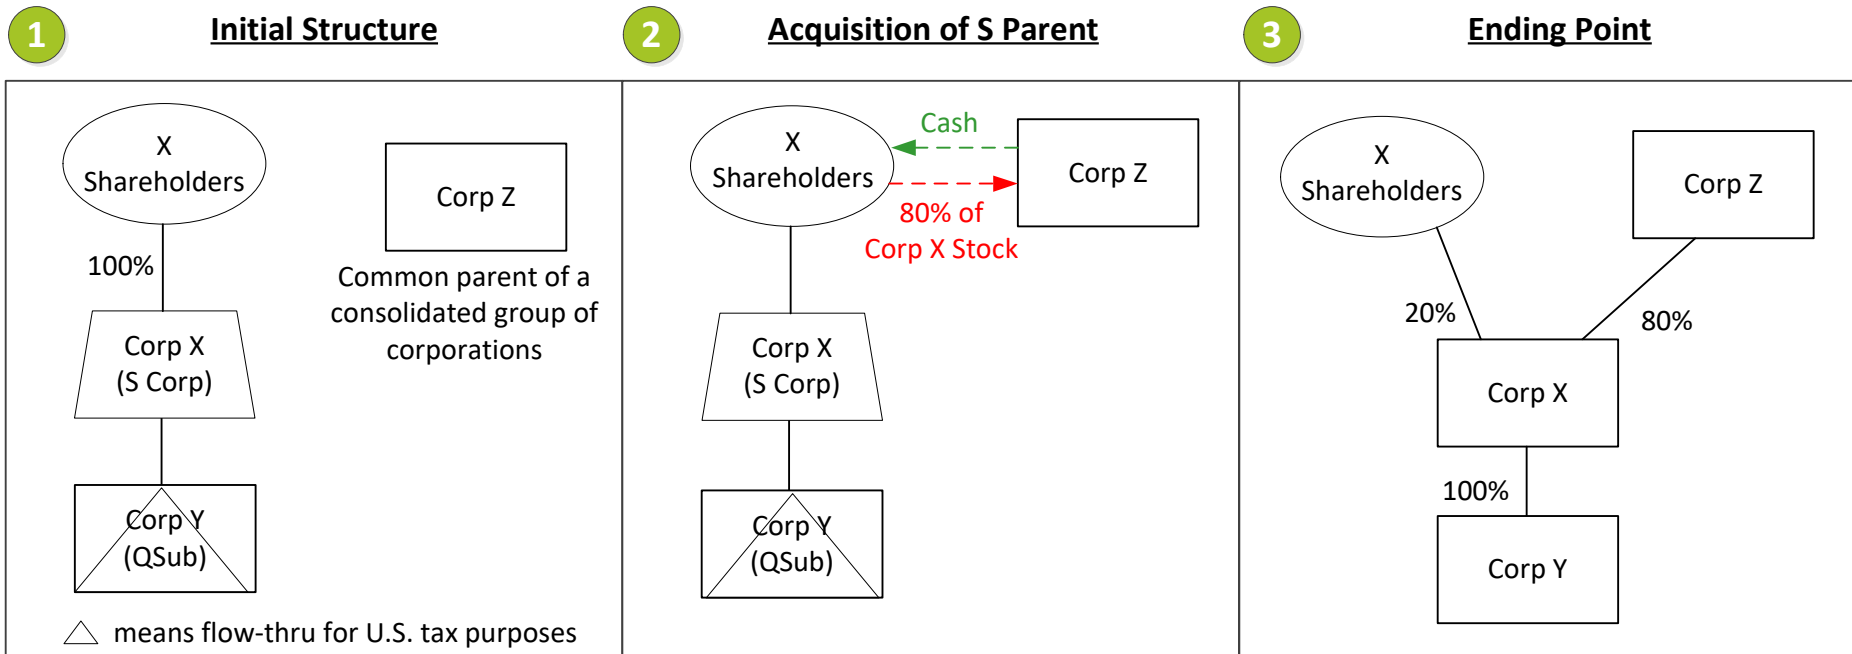 1
Initial Structure
X
Shareholders
Corp Z
100%
Common parent of a
consolidated group of
corporations
Corp X
(S Corp)
Corp Y
(QSub)
means flow-thru for U.S. tax purposes
2
Acquisition of S Parent
X
Shareholders
Cash
Corp Z
80% of
Corp X Stock
Corp X
(S Corp)
Corp Y
(QSub)
3
Ending Point
X
Shareholders
Corp Z
20%
80%
Corp X
100%
Corp Y